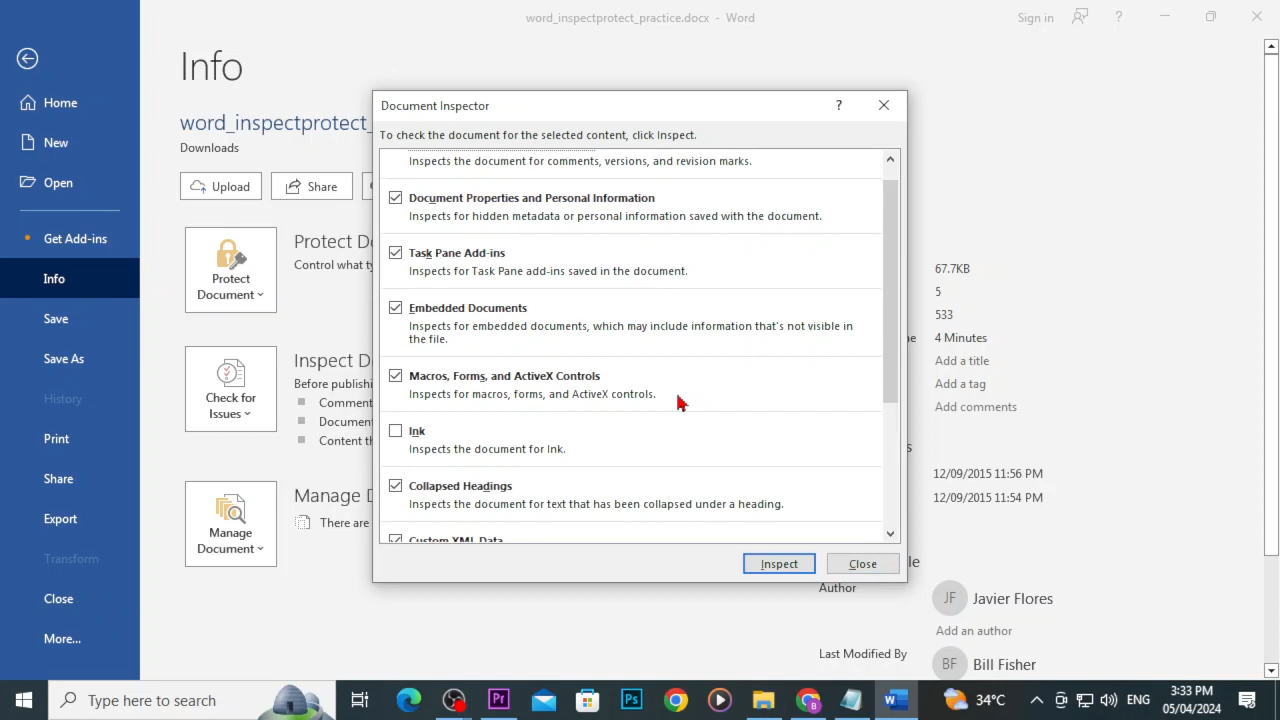 word_inspectprotect_practice.docx - Word
Sign in
?
Info
Home
New
Open
Get Add-ins
Info
Save
Save As
History
Print
Share
Export
Transform
Close
More...
word_inspectprotect_
Downloads
Upload
Share
Protect
Document
Protect D
Control what ty
Check for
Issues
Inspect D
Before publishi
Comment
Document
Content th
Manage
Document
Manage D
There are
Document Inspector
?
To check the document for the selected content, click Inspect.
Inspects the document for comments, versions, and revision marks.
Document Properties and Personal Information
Inspects for hidden metadata or personal information saved with the document.
Task Pane Add-ins
Inspects for Task Pane add-ins saved in the document.
Embedded Documents
Inspects for embedded documents, which may include information that's not visible in
the file.
Macros, Forms, and ActiveX Controls
Inspects for macros, forms, and ActiveX controls.
Ink
Inspects the document for Ink.
Collapsed Headings
Inspects the document for text that has been collapsed under a heading.
Custom XML Data
Inspect
Close
67.7KB
5
533
4 Minutes
Add a title
Add a tag
Add comments
12/09/2015 11:56 PM
12/09/2015 11:54 PM
Author
JF
Javier Flores
Add an author
Last Modified By
BF
Bill Fisher
Type here to search
Pr
Ps
34°C
ENG
3:33 PM
05/04/2024